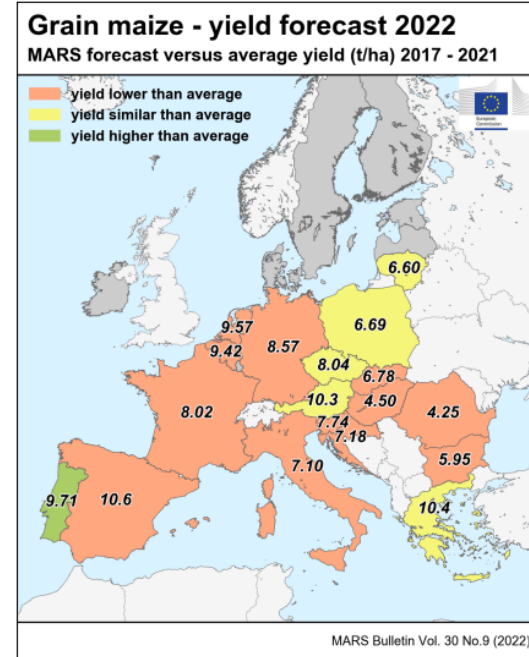 Grain maize - yield forecast 2022
MARS forecast versus average yield (t/ha) 2017 - 2021
yield lower than average
yield similar than average
yield higher than average
European
Commission
6.60
9.57
6.69
8.57
9.42
8.04
6.78
10.3
4.50
8.02
7.74
4.25
7.18
7.10
5.95
9.71
10.6
10.4
MARS Bulletin Vol. 30 No.9 (2022)